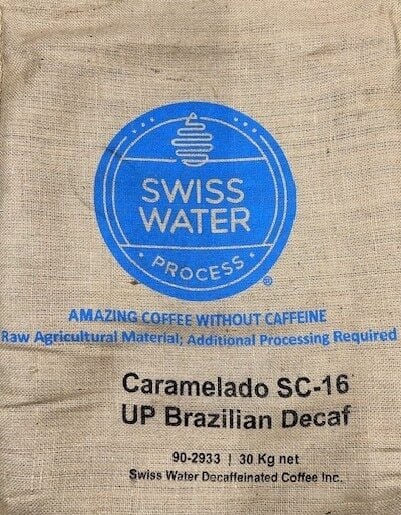 SWISS
WATER
• PROCESS •
®
AMAZING COFFEE WITHOUT CAFFEINE
Raw Agricultural Material; Additional Processing Required
Caramelado SC-16
UP Brazilian Decaf
90-2933 | 30 Kg net
Swiss Water Decaffeinated Coffee Inc.